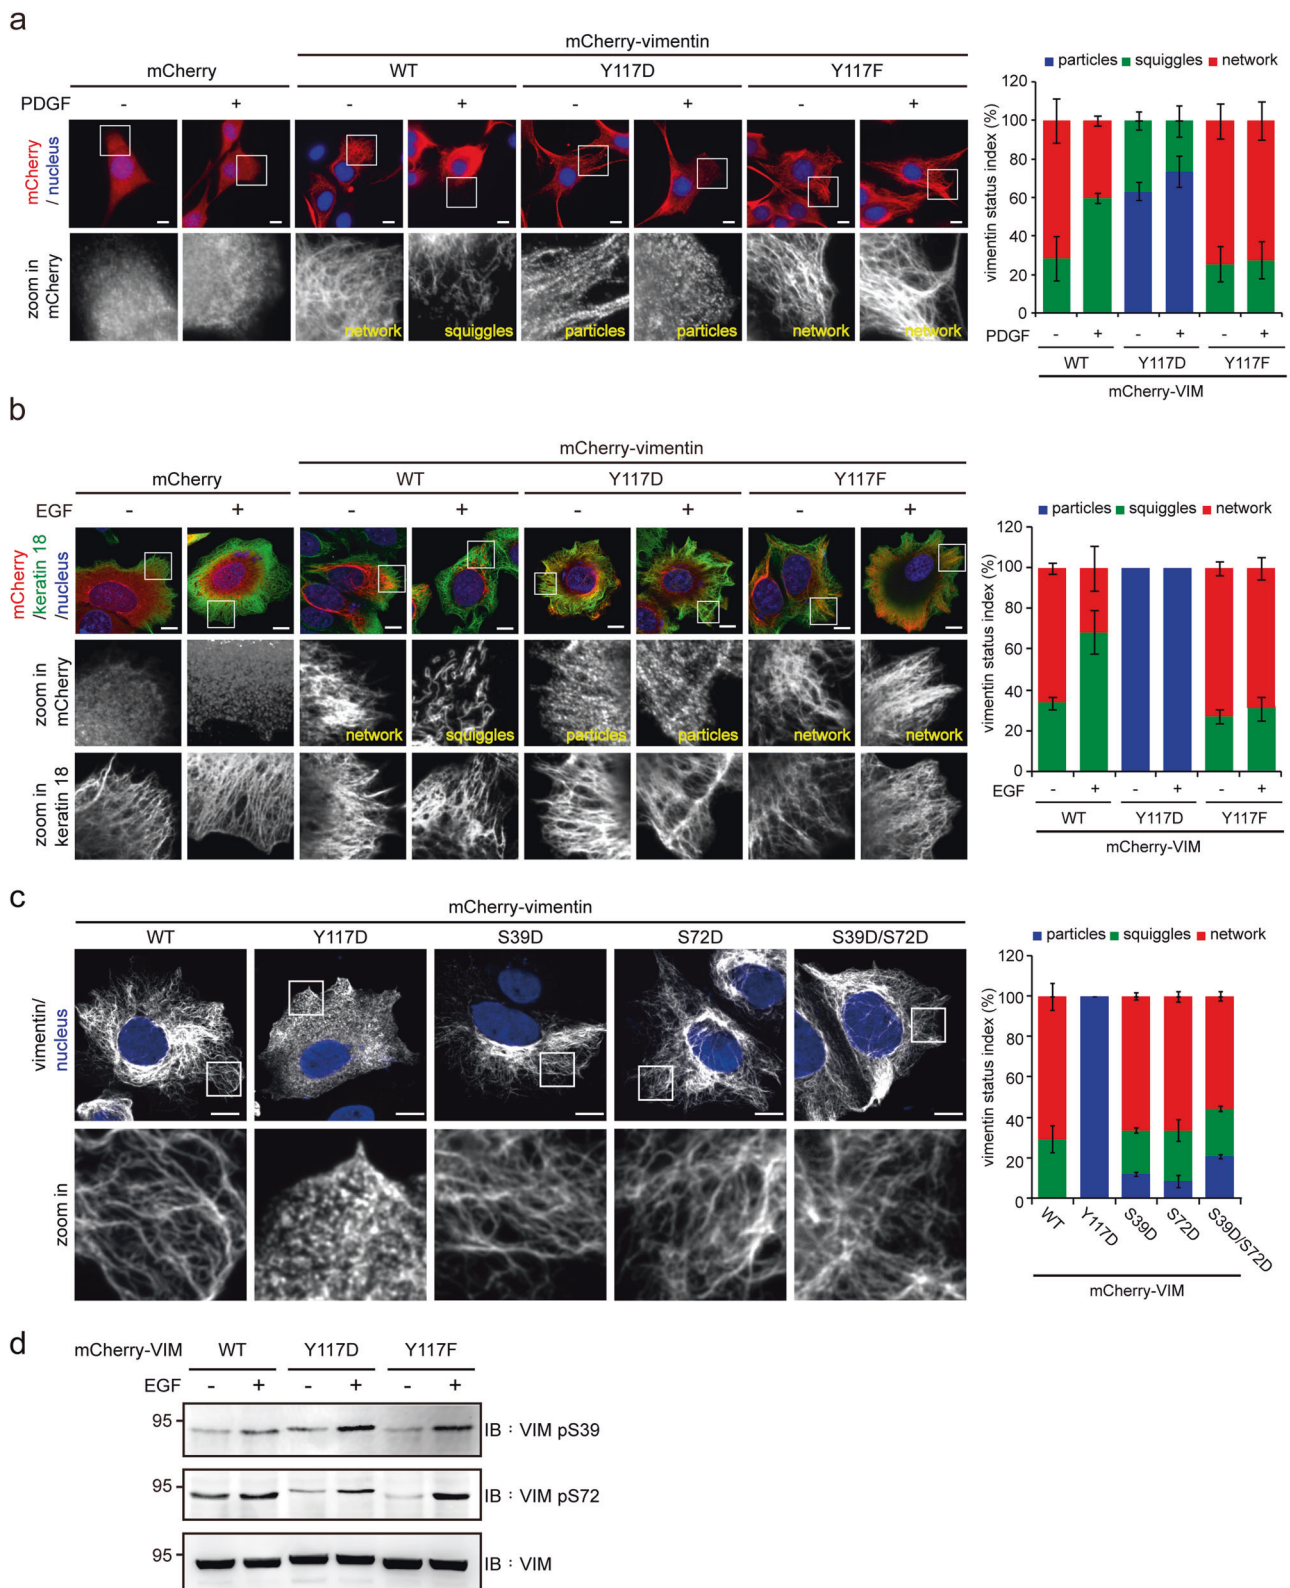 a
mCherry-vimentin
mCherry WT Y117D Y117F
PDGF - + - + - + - +
mCherry
/ nucleus
zoom in
mCherry
network squiggles particles particles network network
particles squiggles network
vimentin status index (%)
120
100
80
60
40
20
0
PDGF - + - + - +
WT Y117D Y117F
mCherry-VIM
b
mCherry-vimentin
mCherry WT Y117D Y117F
EGF - + - + - + - +
mCherry
/keratin 18
/nucleus
zoom in
mCherry
network squiggles particles particles network network
zoom in
keratin 18
particles squiggles network
vimentin status index (%)
120
100
80
60
40
20
0
EGF - + - + - +
WT Y117D Y117F
mCherry-VIM
c
mCherry-vimentin
WT Y117D S39D S72D S39D/S72D
vimentin/
nucleus
zoom in
particles squiggles network
vimentin status index (%)
120
100
80
60
40
20
0
WT Y117D S39D S72D S39D/S72D
mCherry-VIM
d
mCherry-VIM WT Y117D Y117F
EGF - + - + - +
95 IB : VIM pS39
95 IB : VIM pS72
95 IB : VIM